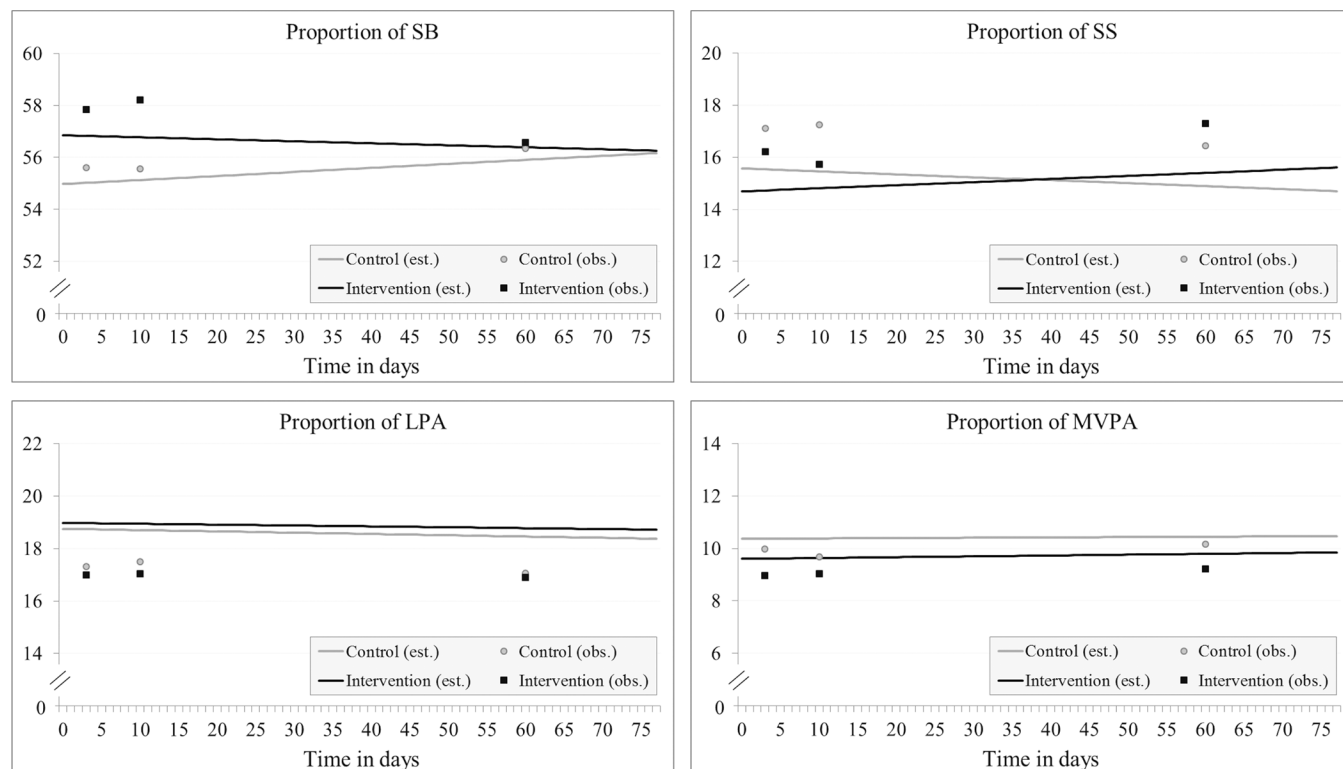 Proportion of SB
60
58
56
54
52
0
Control (est.)
Control (obs.)
Intervention (est.)
Intervention (obs.)
0 5 10 15 20 25 30 35 40 45 50 55 60 65 70 75
Time in days
Proportion of SS
20
18
16
14
12
0
Control (est.)
Control (obs.)
Intervention (est.)
Intervention (obs.)
0 5 10 15 20 25 30 35 40 45 50 55 60 65 70 75
Time in days
Proportion of LPA
22
20
18
16
14
0
Control (est.)
Control (obs.)
Intervention (est.)
Intervention (obs.)
0 5 10 15 20 25 30 35 40 45 50 55 60 65 70 75
Time in days
Proportion of MVPA
14
12
10
8
6
0
Control (est.)
Control (obs.)
Intervention (est.)
Intervention (obs.)
0 5 10 15 20 25 30 35 40 45 50 55 60 65 70 75
Time in days